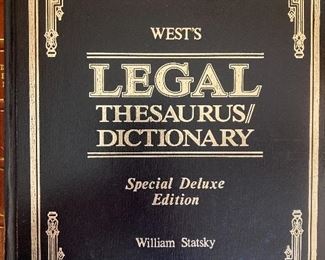 WEST'S
LEGAL
THESAURUS/
DICTIONARY
Special Deluxe
Edition
William Statsky